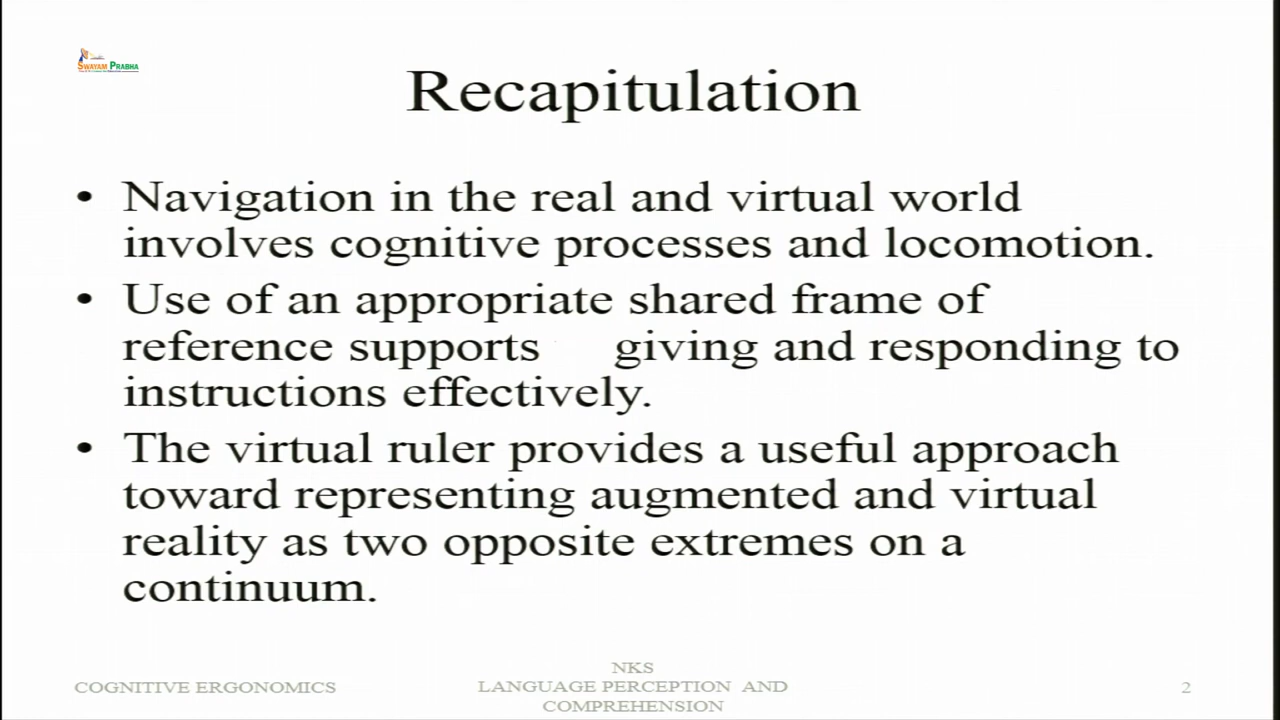 SWAYAM PRABHA
Recapitulation
• Navigation in the real and virtual world
involves cognitive processes and locomotion.
• Use of an appropriate shared frame of
reference supports giving and responding to
instructions effectively.
• The virtual ruler provides a useful approach
toward representing augmented and virtual
reality as two opposite extremes on a
continuum.
COGNITIVE ERGONOMICS
NKS
LANGUAGE PERCEPTION AND
COMPREHENSION
2